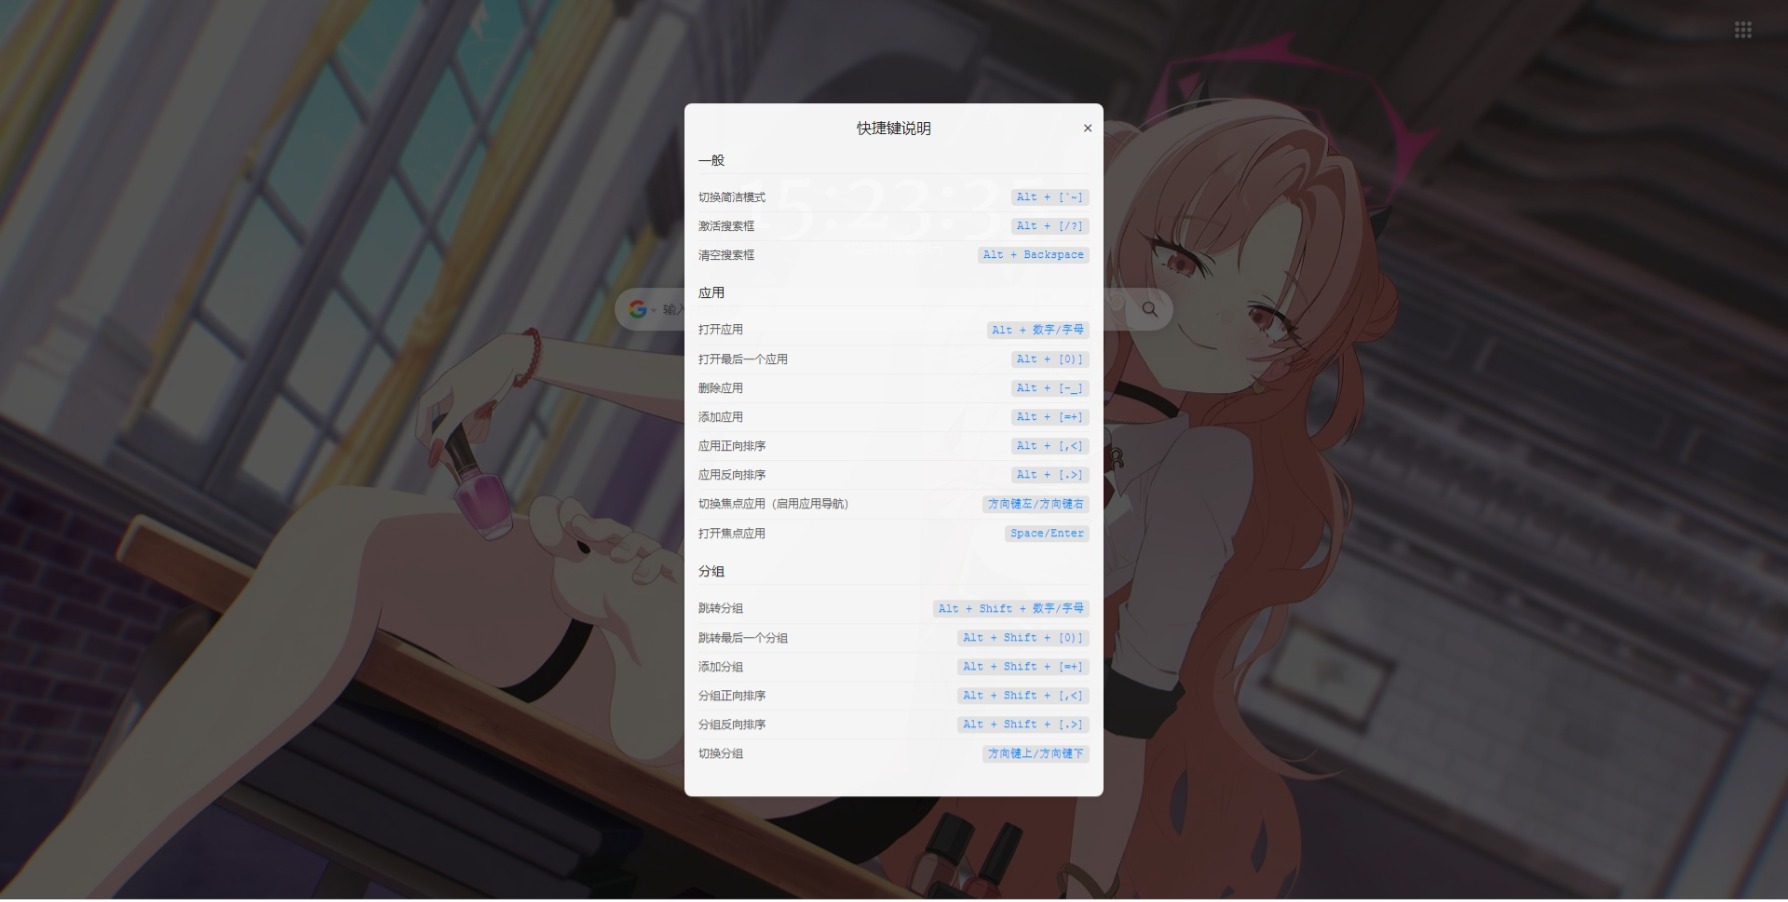 快捷键说明
一般
15:23:3
切换简洁模式 Alt + [`~]
激活搜索框 Alt + [/?]
清空搜索框 Alt + Backspace
应用
输入
打开应用 Alt + 数字/字母
打开最后一个应用 Alt + [0)]
删除应用 Alt + [-_]
添加应用 Alt + [=+]
应用正向排序 Alt + [,<]
应用反向排序 Alt + [.>]
切换焦点应用（启用应用导航） 方向键左/方向键右
打开焦点应用 Space/Enter
分组
跳转分组 Alt + Shift + 数字/字母
跳转最后一个分组 Alt + Shift + [0)]
添加分组 Alt + Shift + [=+]
分组正向排序 Alt + Shift + [,<]
分组反向排序 Alt + Shift + [.>]
切换分组 方向键上/方向键下